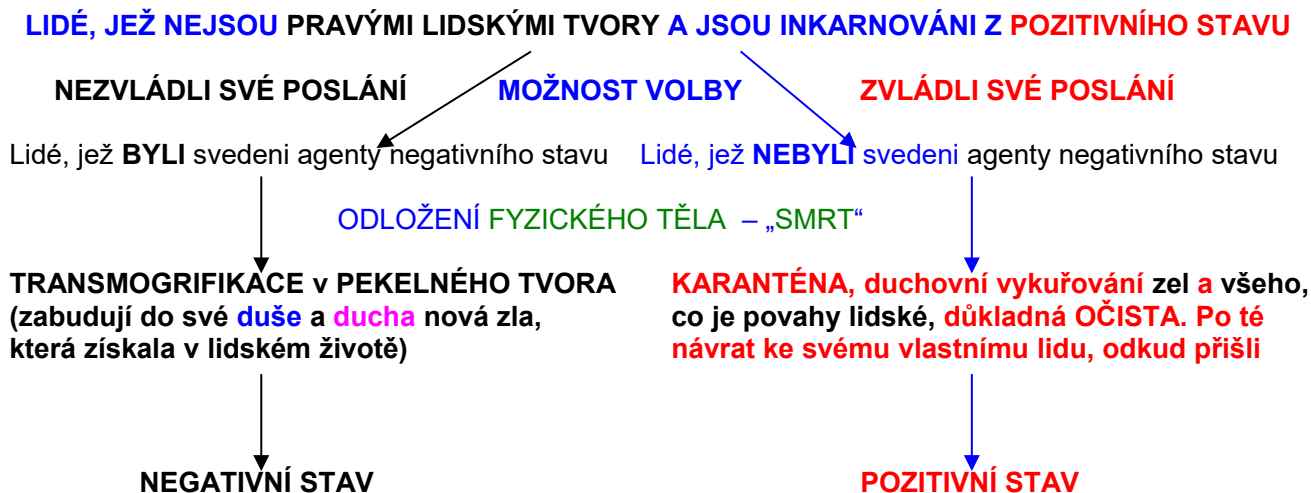 LIDÉ, JEŽ NEJSOU PRAVÝMI LIDSKÝMI TVORY A JSOU INKARNOVÁNI Z POZITIVNÍHO STAVU
NEZVLÁDLI SVÉ POSLÁNÍ MOŽNOST VOLBY ZVLÁDLI SVÉ POSLÁNÍ
Lidé, jež BYLI svedeni agenty negativního stavu Lidé, jež NEBYLI svedeni agenty negativního stavu
ODLOŽENÍ FYZICKÉHO TĚLA – „SMRT“
TRANSMOGRIFIKACE v PEKELNÉHO TVORA
(zabudují do své duše a ducha nová zla,
která získala v lidském životě)
KARANTÉNA, duchovní vykuřování zel a všeho,
co je povahy lidské, důkladná OČISTA. Po té
návrat ke svému vlastnímu lidu, odkud přišli
NEGATIVNÍ STAV POZITIVNÍ STAV